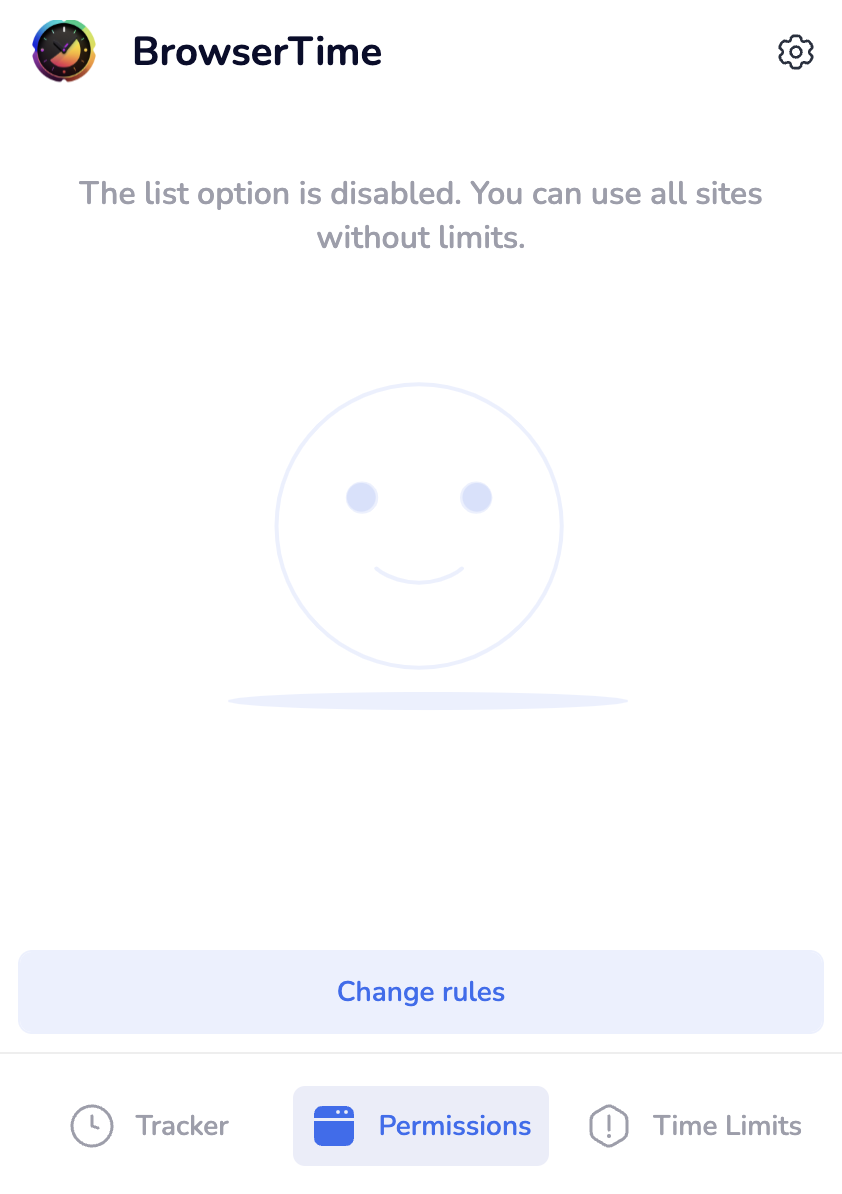 BrowserTime
The list option is disabled. You can use all sites
without limits.
Change rules
Tracker
Permissions
Time Limits